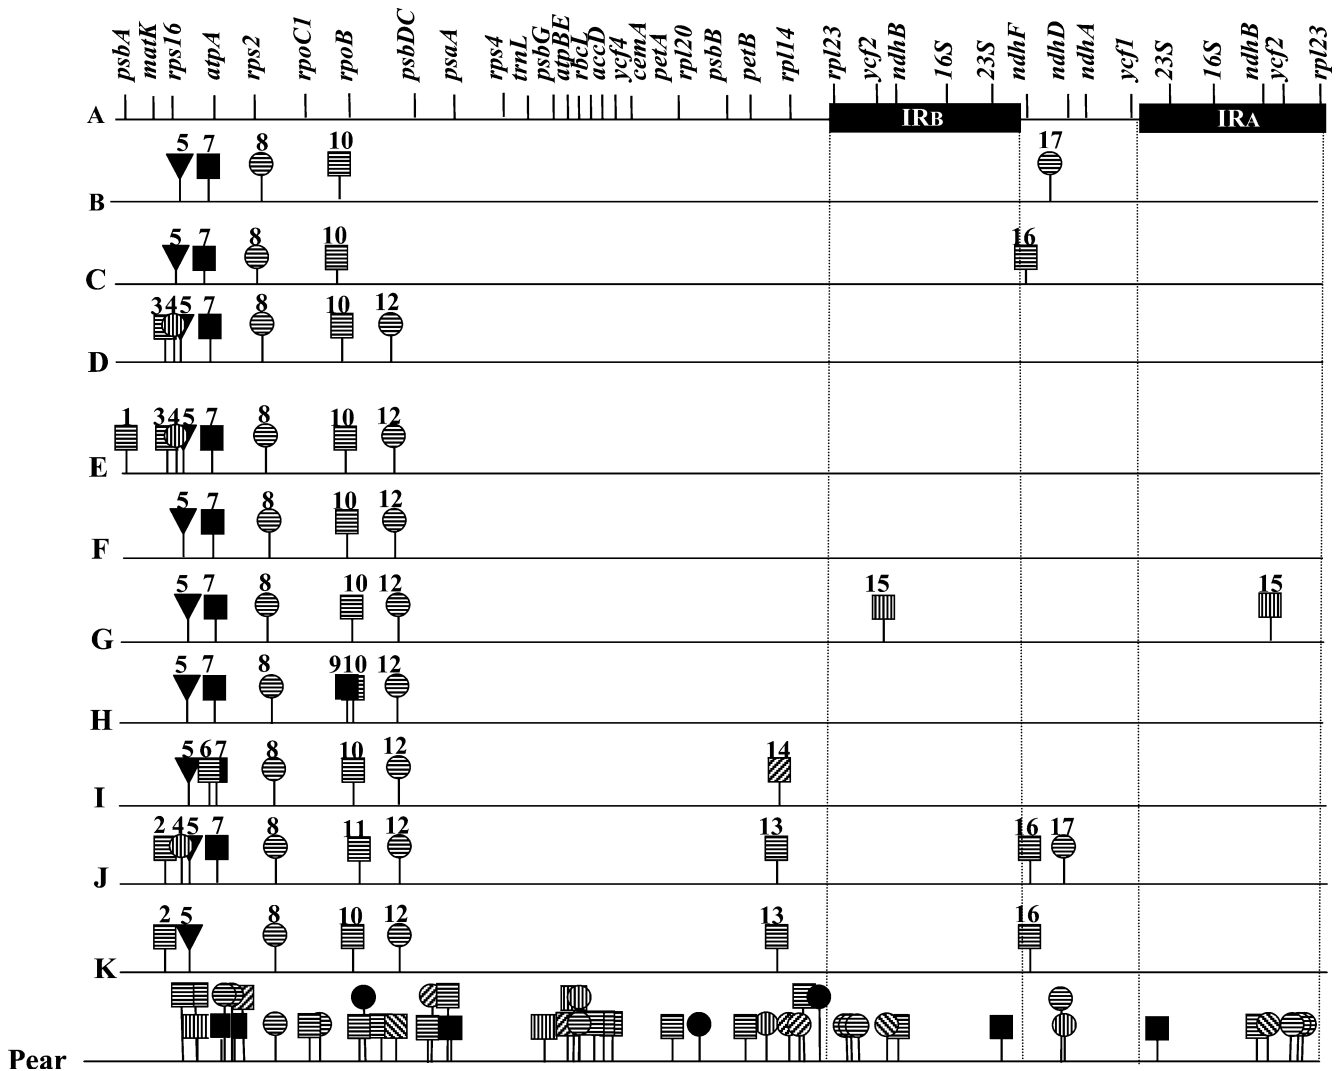 psbA matK rps16 atpA rps2 rpoC1 rpoB psbDC psaA rps4 trnL psbG atpBE rbcL accD ycf4 cemA petA rpl20 psbB petB rpl14 rpl23 ycf2 ndhB 16S 23S ndhF ndhD ndhA ycf1 23S 16S ndhB ycf2 rpl23
A IRB IRA
5 7 8 10 17
B
5 7 8 10 16
C
3 4 5 7 8 10 12
D
1 3 4 5 7 8 10 12
E
5 7 8 10 12
F
5 7 8 10 12 15 15
G
5 7 8 9 10 12
H
5 6 7 8 10 12 14
I
2 4 5 7 8 11 12 13 16 17
J
2 5 8 10 12 13 16
K
Pear